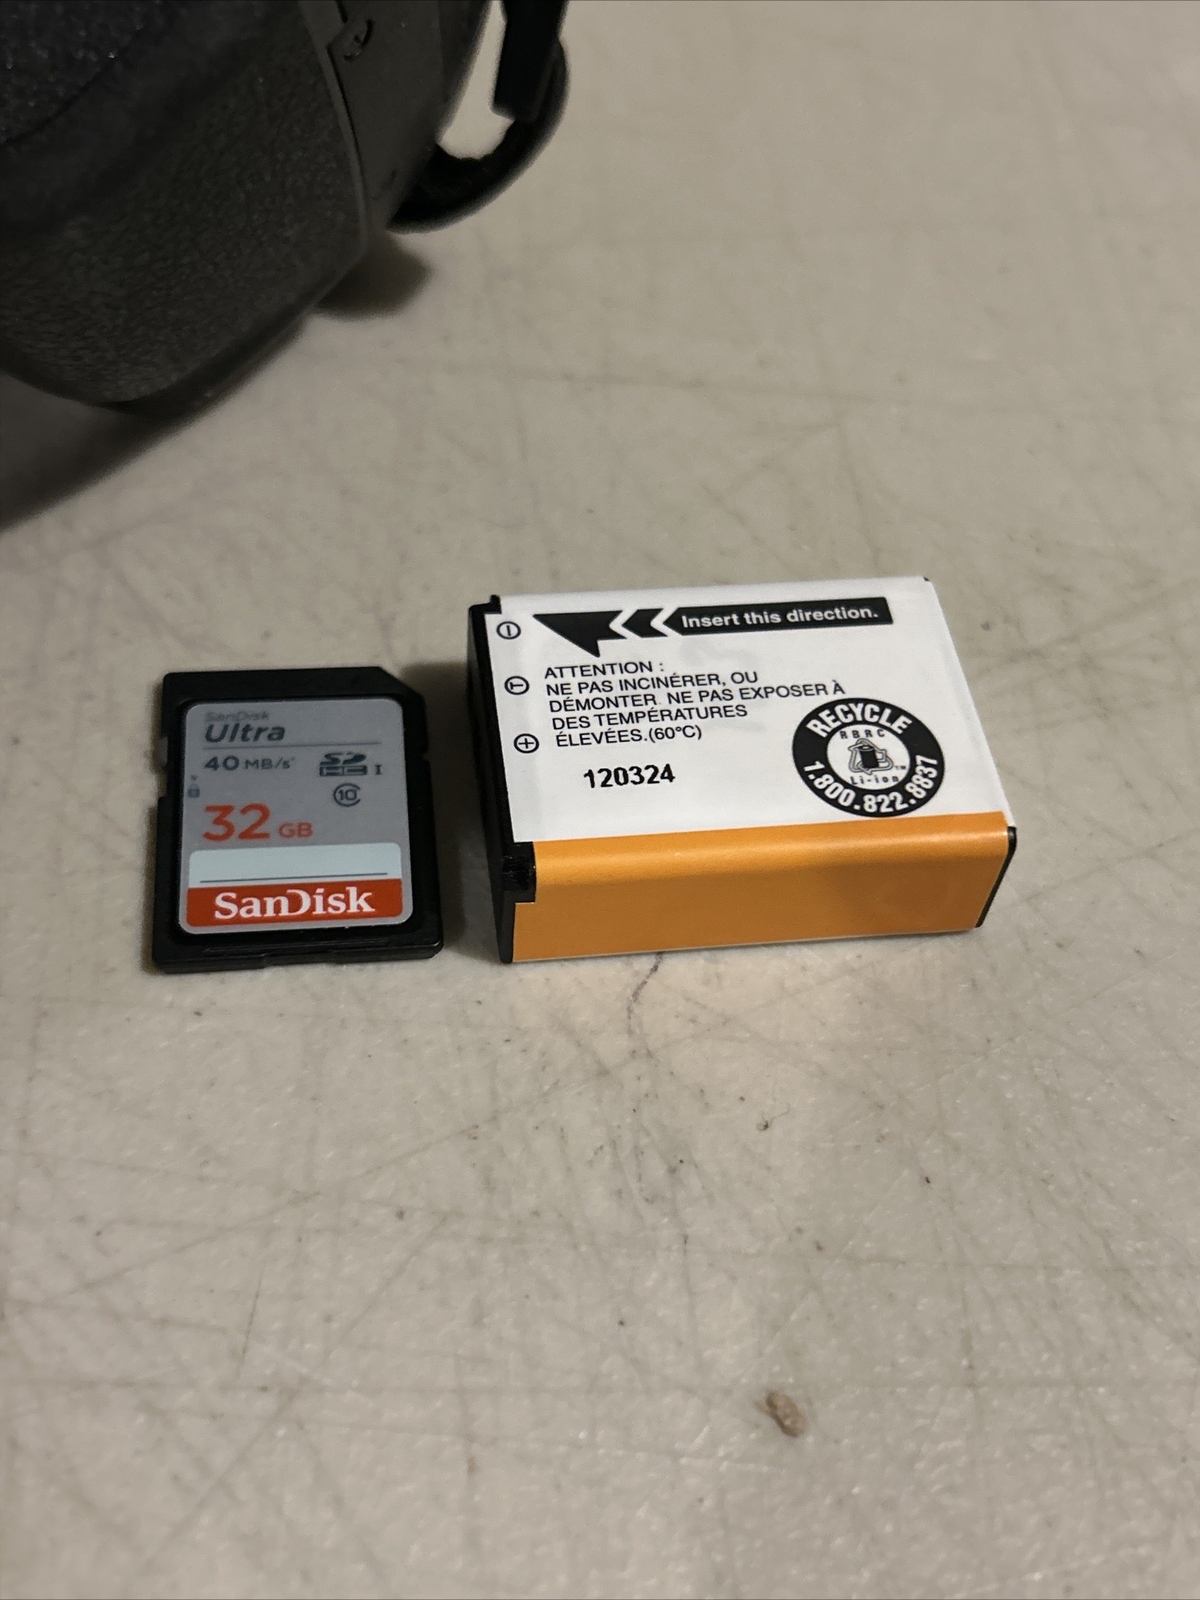 SanDisk
Ultra
40 MB/s
SD HC I
10
32 GB
SanDisk
Insert this direction.
ATTENTION :
NE PAS INCINÉRER, OU
DÉMONTER. NE PAS EXPOSER À
DES TEMPÉRATURES
ÉLEVÉES.(60°C)
120324
RECYCLE
RBRC
Li-ion
TM
1.800.822.8837